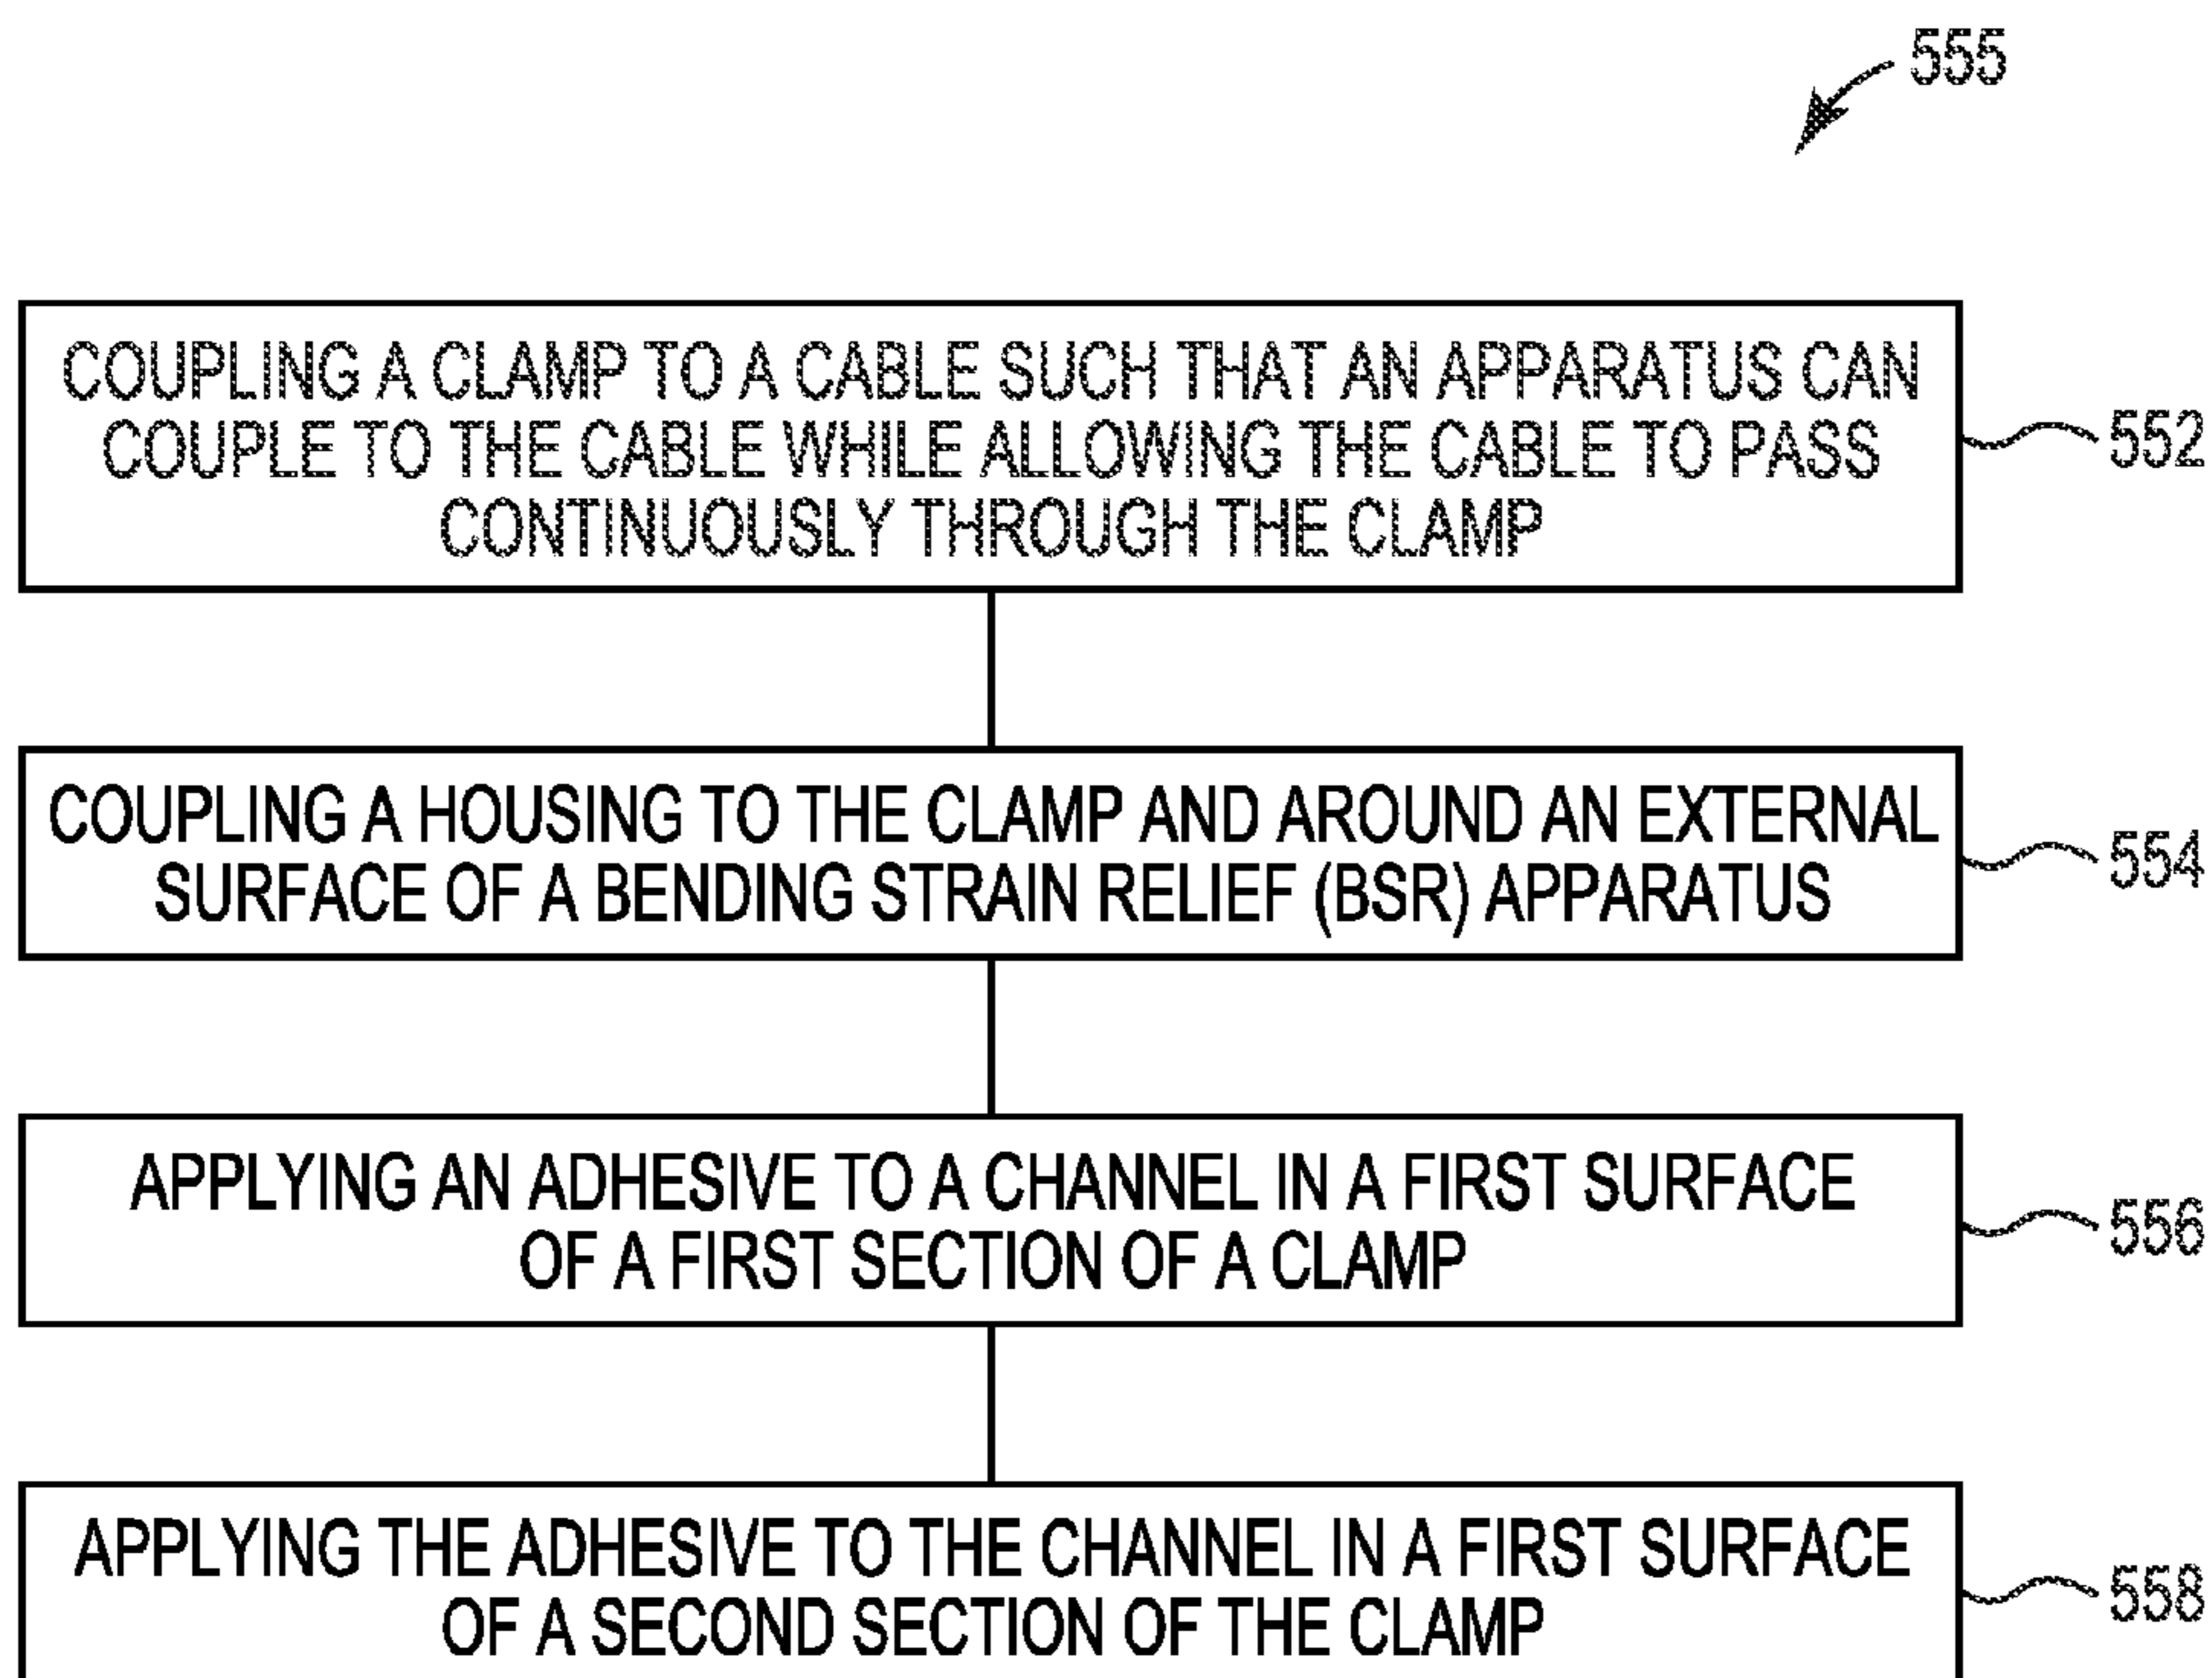 555
COUPLING A CLAMP TO A CABLE SUCH THAT AN APPARATUS CAN
COUPLE TO THE CABLE WHILE ALLOWING THE CABLE TO PASS
CONTINUOUSLY THROUGH THE CLAMP
552
COUPLING A HOUSING TO THE CLAMP AND AROUND AN EXTERNAL
SURFACE OF A BENDING STRAIN RELIEF (BSR) APPARATUS
554
APPLYING AN ADHESIVE TO A CHANNEL IN A FIRST SURFACE
OF A FIRST SECTION OF A CLAMP
556
APPLYING THE ADHESIVE TO THE CHANNEL IN A FIRST SURFACE
OF A SECOND SECTION OF THE CLAMP
558